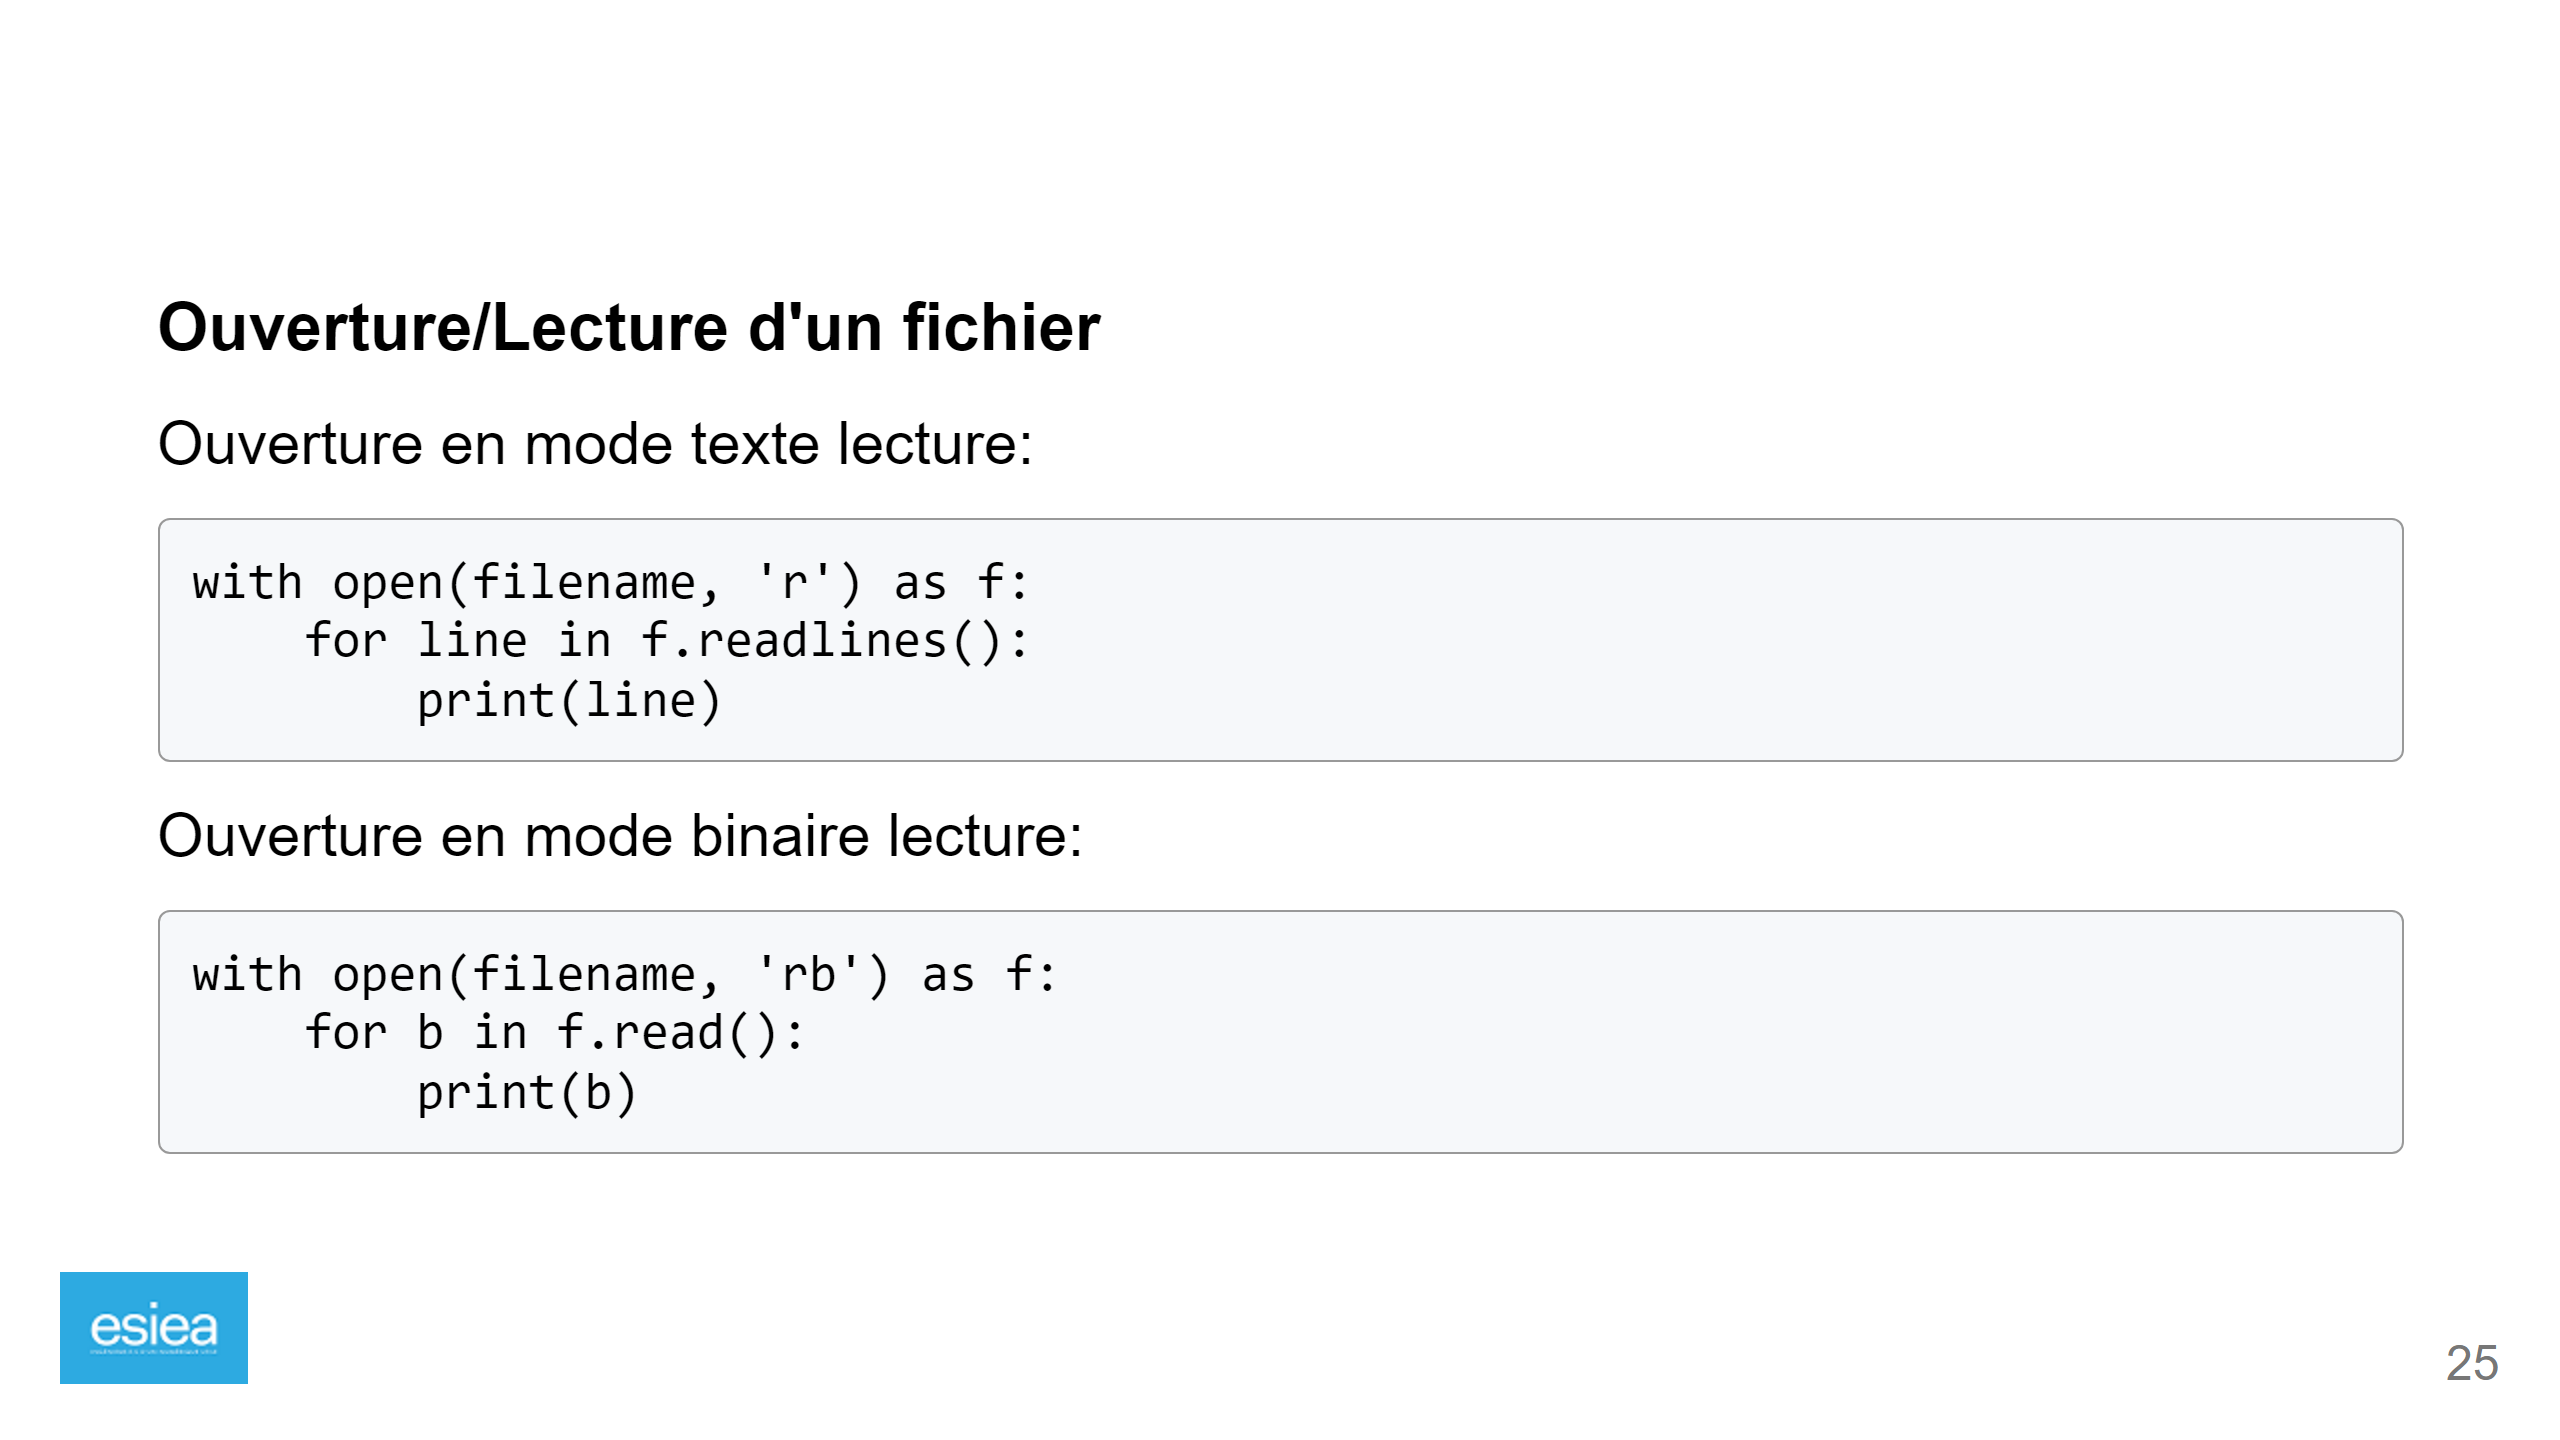 Ouverture/Lecture d'un fichier
Ouverture en mode texte lecture:
with open(filename, 'r') as f:
    for line in f.readlines():
        print(line)
Ouverture en mode binaire lecture:
with open(filename, 'rb') as f:
    for b in f.read():
        print(b)
esiea
25